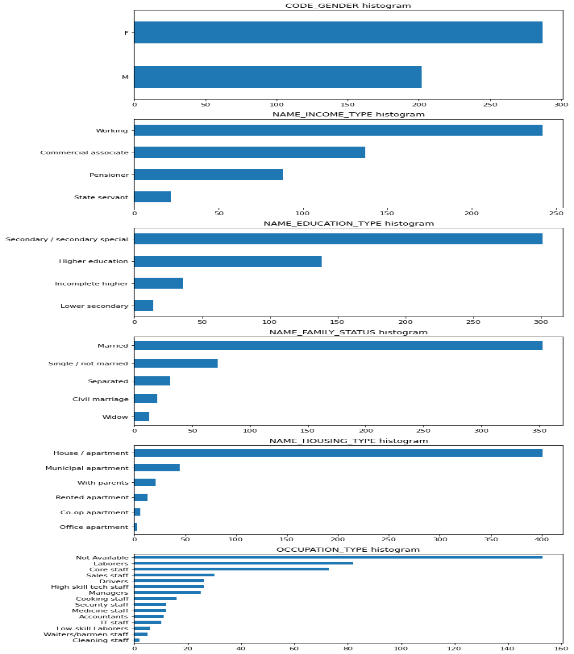 CODE_GENDER histogram
F
M
0 50 100 150 200 250 300
NAME_INCOME_TYPE histogram
Working
Commercial associate
Pensioner
State servant
0 50 100 150 200 250
NAME_EDUCATION_TYPE histogram
Secondary / secondary special
Higher education
Incomplete higher
Lower secondary
0 50 100 150 200 250 300
NAME_FAMILY_STATUS histogram
Married
Single / not married
Separated
Civil marriage
Widow
0 50 100 150 200 250 300 350
NAME_HOUSING_TYPE histogram
House / apartment
Municipal apartment
With parents
Rented apartment
Co-op apartment
Office apartment
0 50 100 150 200 250 300 350 400
OCCUPATION_TYPE histogram
Not Available
Laborers
Core staff
Sales staff
Drivers
High skill tech staff
Managers
Cooking staff
Security staff
Medicine staff
Accountants
IT staff
Low-skill Laborers
Waiters/barmen staff
Cleaning staff
0 20 40 60 80 100 120 140 160